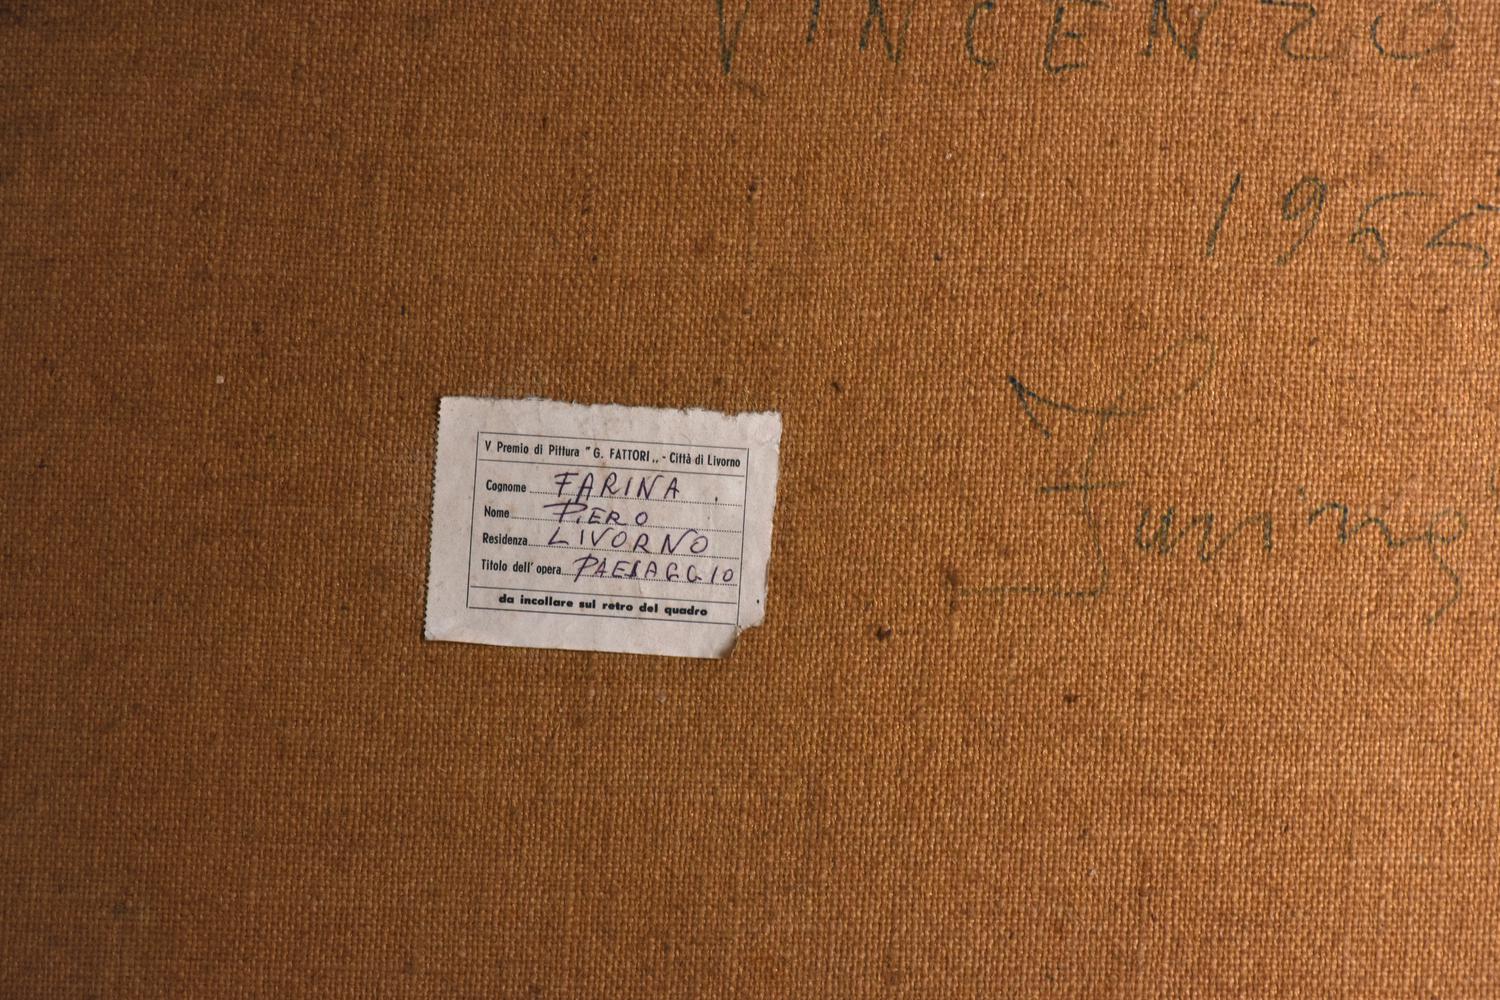 VINCENZO
1955
Farina
V Premio di Pittura "G. FATTORI" - Città di Livorno
Cognome FARINA
Nome PIERO
Residenza LIVORNO
Titolo dell'opera PAESAGGIO
da incollare sul retro del quadro